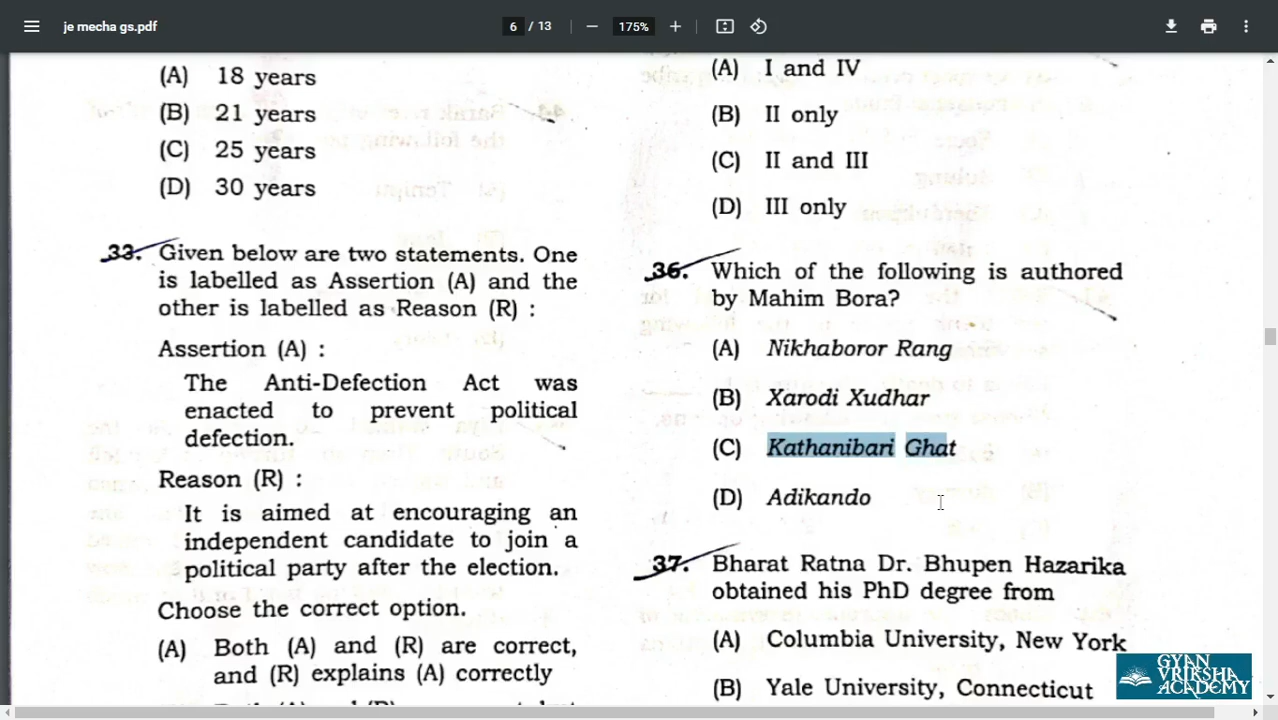 je mecha gs.pdf
6 / 13
175%
(A) 18 years
(B) 21 years
(C) 25 years
(D) 30 years
33. Given below are two statements. One
is labelled as Assertion (A) and the
other is labelled as Reason (R) :
Assertion (A) :
The Anti-Defection Act was
enacted to prevent political
defection.
Reason (R) :
It is aimed at encouraging an
independent candidate to join a
political party after the election.
Choose the correct option.
(A) Both (A) and (R) are correct,
and (R) explains (A) correctly
(A) I and IV
(B) II only
(C) II and III
(D) III only
36. Which of the following is authored
by Mahim Bora?
(A) Nikhaboror Rang
(B) Xarodi Xudhar
(C) Kathanibari Ghat
(D) Adikando
37. Bharat Ratna Dr. Bhupen Hazarika
obtained his PhD degree from
(A) Columbia University, New York
(B) Yale University, Connecticut
GYAN
VRIKSHA
ACADEMY